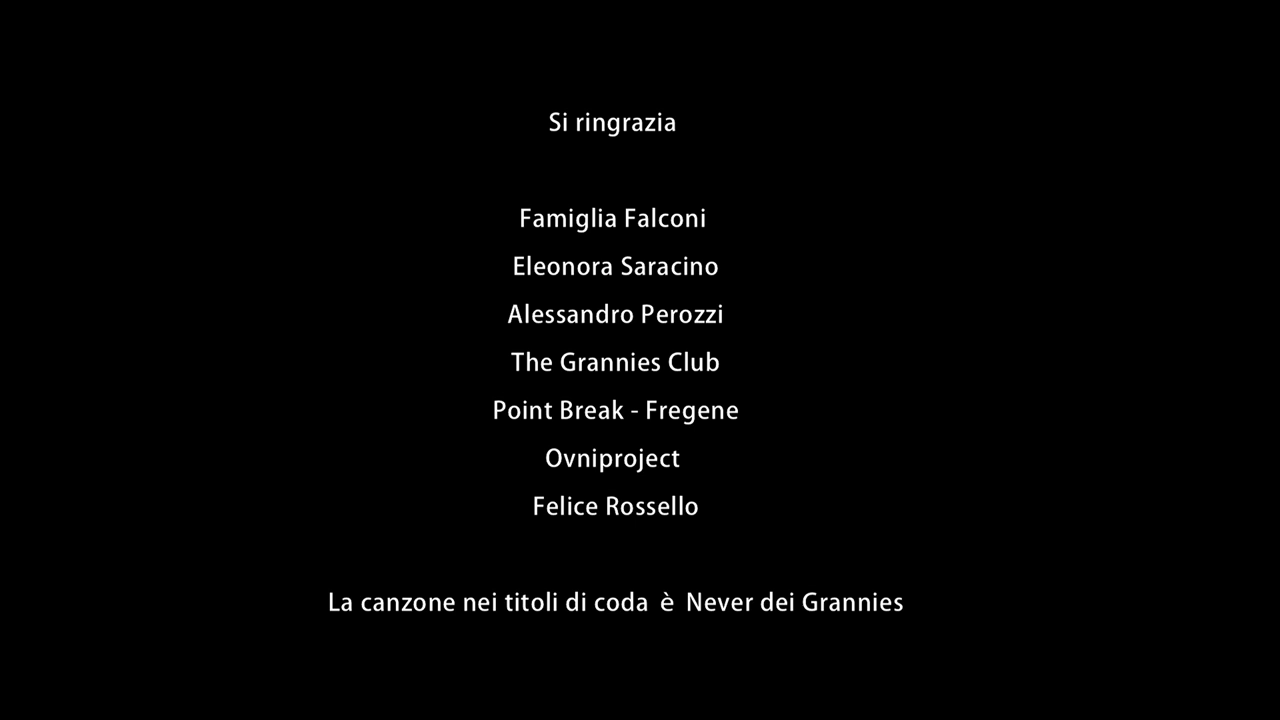 Si ringrazia
Famiglia Falconi
Eleonora Saracino
Alessandro Perozzi
The Grannies Club
Point Break - Fregene
Ovniproject
Felice Rossello
La canzone nei titoli di coda è Never dei Grannies